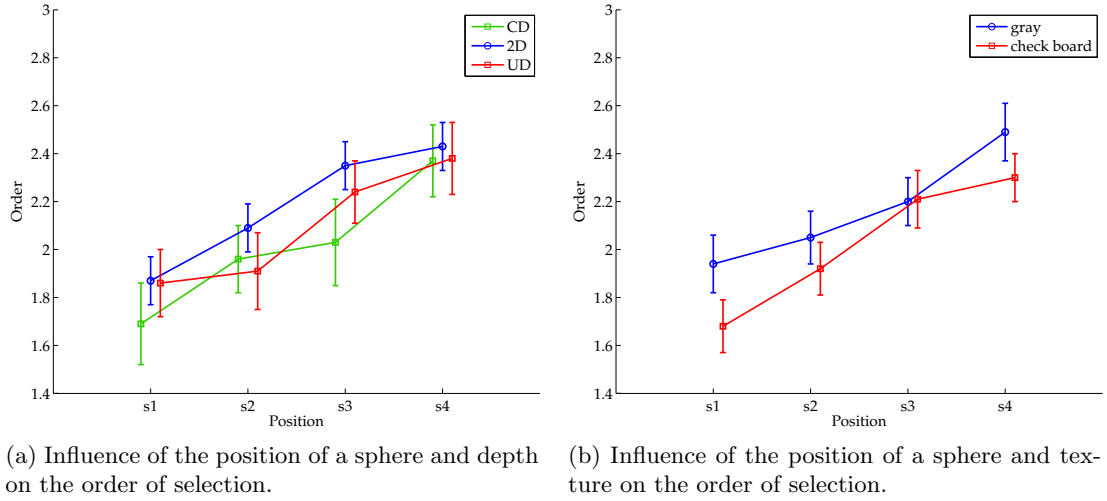 3
2.8
2.6
2.4
2.2
2
1.8
1.6
1.4
Order
s1 s2 s3 s4
Position
CD
2D
UD
(a) Influence of the position of a sphere and depth
on the order of selection.
3
2.8
2.6
2.4
2.2
2
1.8
1.6
1.4
Order
s1 s2 s3 s4
Position
gray
check board
(b) Influence of the position of a sphere and tex-
ture on the order of selection.